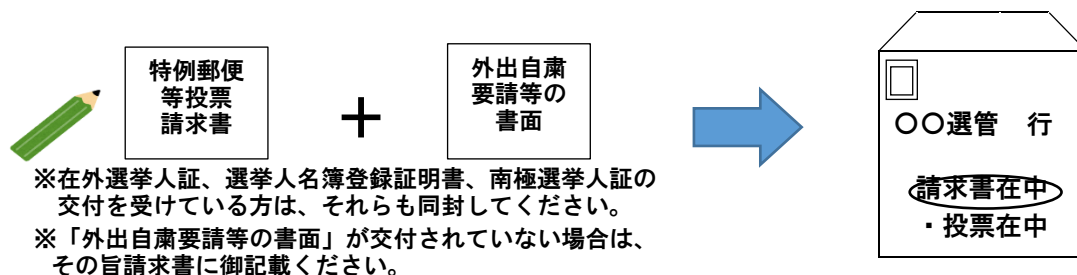 特例郵便
等投票
請求書
+
外出自粛
要請等の
書面
〇〇選管 行
請求書在中
・投票在中
※在外選挙人証、選挙人名簿登録証明書、南極選挙人証の
交付を受けている方は、それらも同封してください。
※「外出自粛要請等の書面」が交付されていない場合は、
その旨請求書に御記載ください。